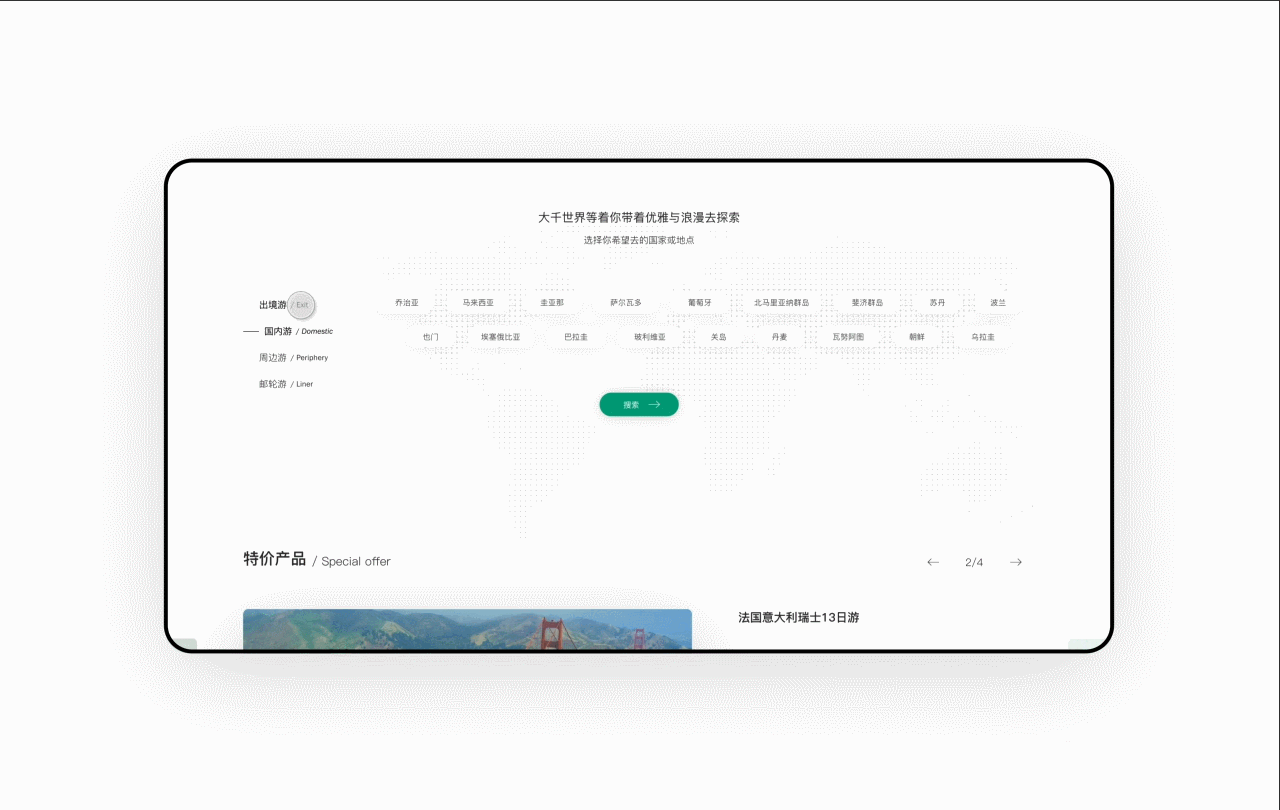 大千世界等着你带着优雅与浪漫去探索
选择你希望去的国家或地点
出境游 / Exit
国内游 / Domestic
周边游 / Periphery
邮轮游 / Liner
乔治亚 马来西亚 圭亚那 萨尔瓦多 葡萄牙 北马里亚纳群岛 斐济群岛 苏丹 波兰
也门 埃塞俄比亚 巴拉圭 玻利维亚 关岛 丹麦 瓦努阿图 朝鲜 乌拉圭
搜索
特价产品 / Special offer
2/4
法国意大利瑞士13日游